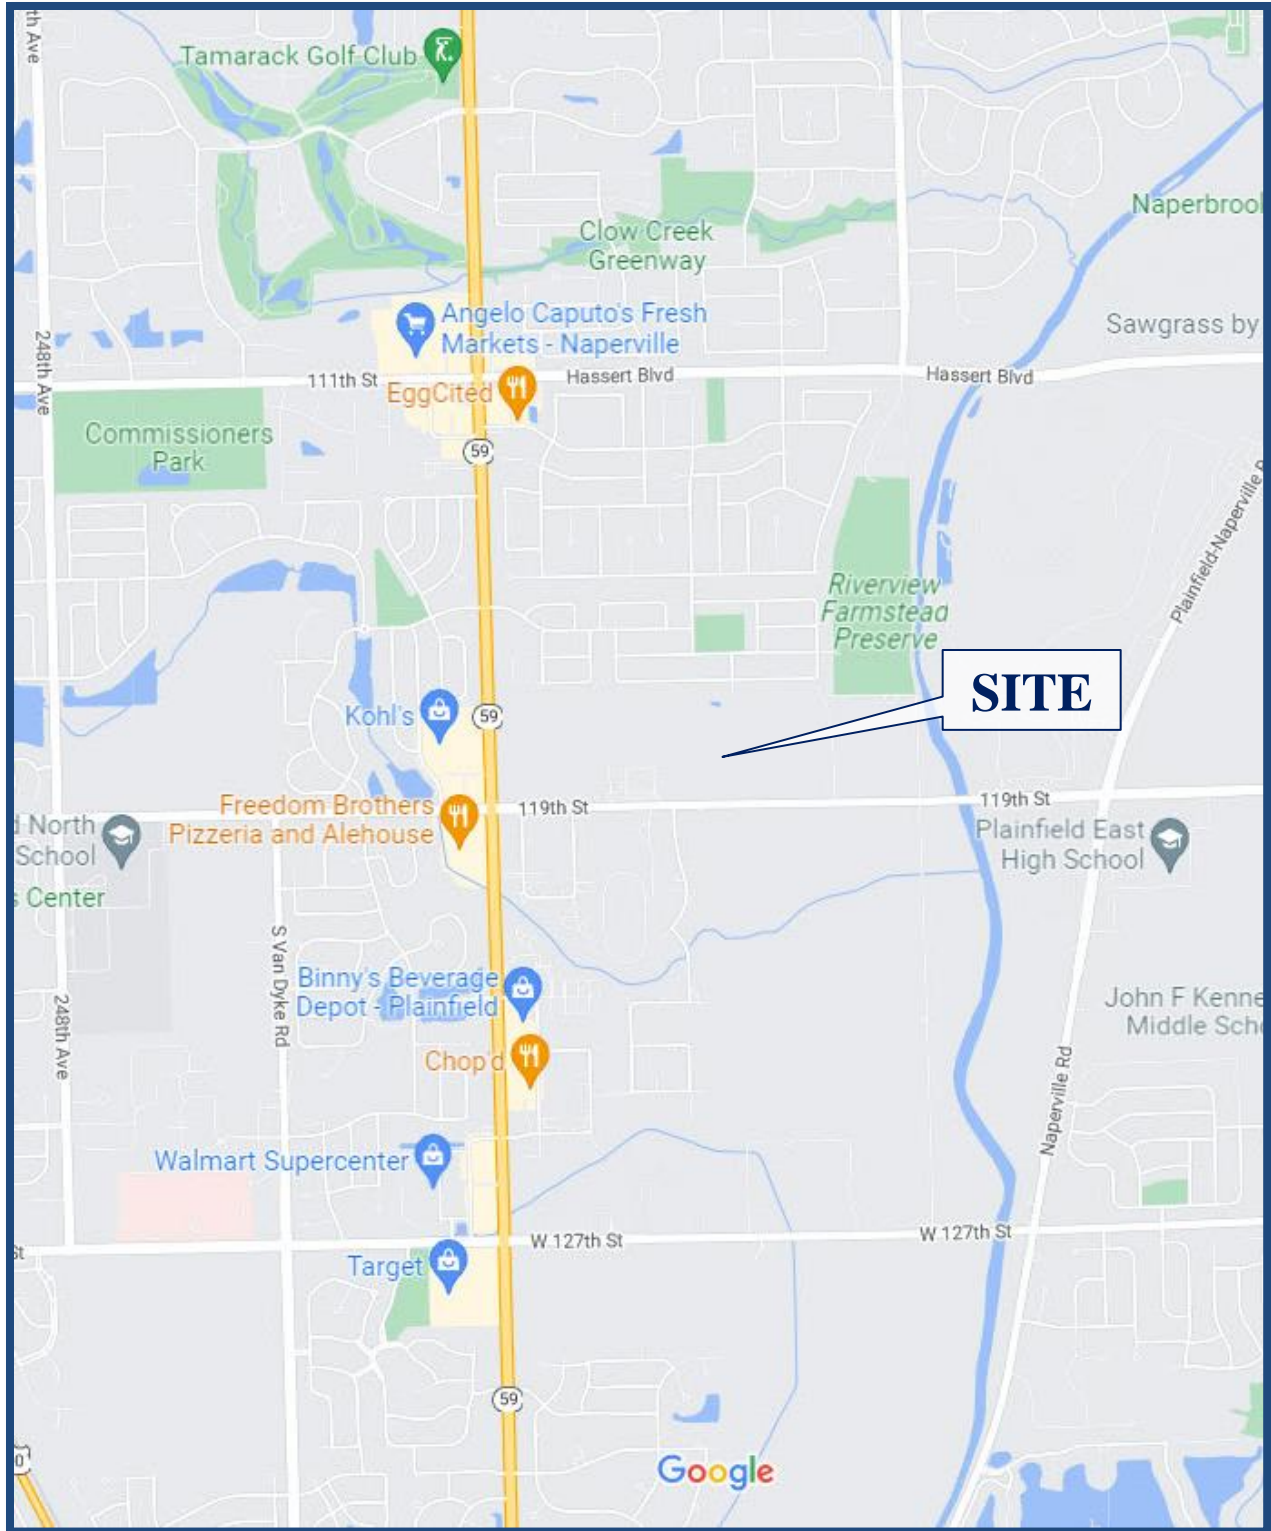 th Ave
Tamarack Golf Club
Naperbrook
Clow Creek
Greenway
Angelo Caputo's Fresh
Markets - Naperville
Sawgrass by
248th Ave
111th St
Hassert Blvd
Hassert Blvd
EggCited
Commissioners
Park
59
Plainfield-Naperville R
Riverview
Farmstead
Preserve
SITE
Kohl's
59
119th St
119th St
Freedom Brothers
Pizzeria and Alehouse
d North
School
Plainfield East
High School
s Center
S Van Dyke Rd
Binny's Beverage
Depot - Plainfield
248th Ave
John F Kenne
Middle Scho
Chop'd
Naperville Rd
Walmart Supercenter
W 127th St
W 127th St
St
Target
59
0
Google